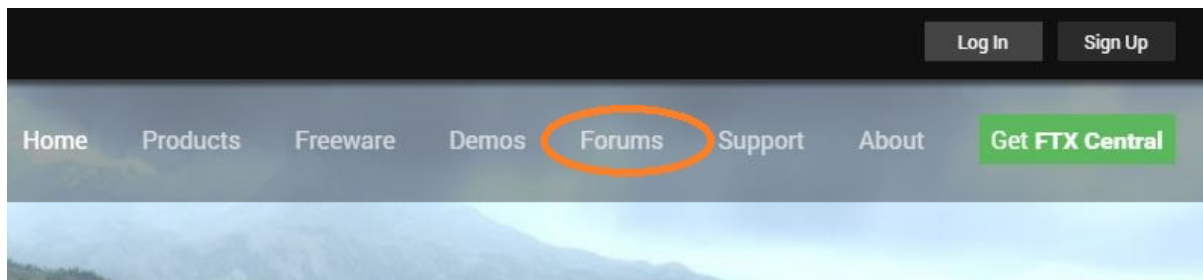 Log In Sign Up
Home Products Freeware Demos Forums Support About Get FTX Central